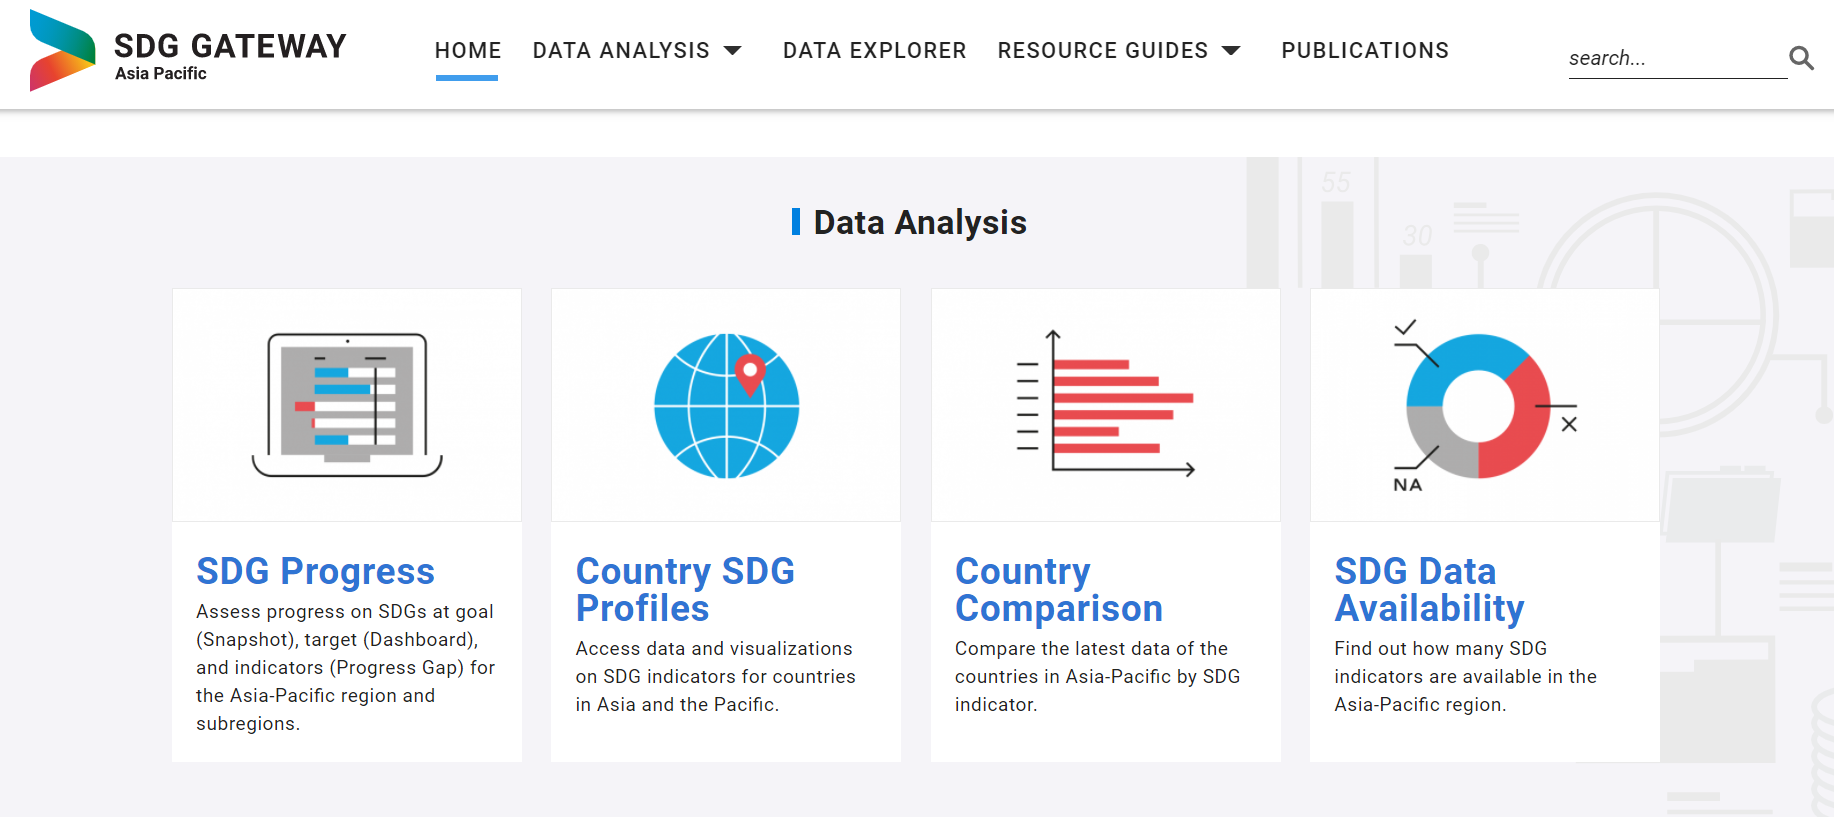 SDG GATEWAY
Asia Pacific
HOME
DATA ANALYSIS
DATA EXPLORER
RESOURCE GUIDES
PUBLICATIONS
search...
55
30
Data Analysis
NA
SDG Progress
Assess progress on SDGs at goal
(Snapshot), target (Dashboard),
and indicators (Progress Gap) for
the Asia-Pacific region and
subregions.
Country SDG
Profiles
Access data and visualizations
on SDG indicators for countries
in Asia and the Pacific.
Country
Comparison
Compare the latest data of the
countries in Asia-Pacific by SDG
indicator.
SDG Data
Availability
Find out how many SDG
indicators are available in the
Asia-Pacific region.